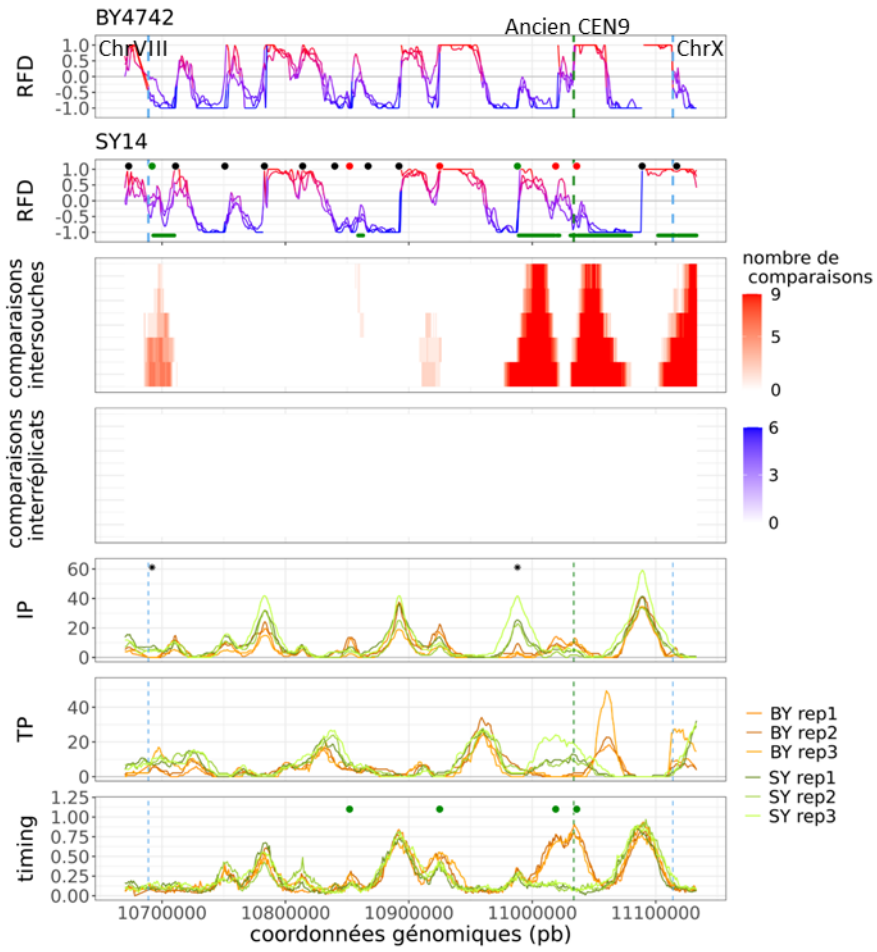 BY4742
Ancien CEN9
ChrVIII
ChrX
RFD
1.0
0.5
0.0
-0.5
-1.0
SY14
RFD
1.0
0.5
0.0
-0.5
-1.0
comparaisons
intersouches
nombre de
comparaisons
9
5
0
comparaisons
interréplicats
6
3
0
IP
60
40
20
0
TP
40
20
0
BY rep1
BY rep2
BY rep3
SY rep1
SY rep2
SY rep3
timing
1.25
1.00
0.75
0.50
0.25
0.00
10700000
10800000
10900000
11000000
11100000
coordonnées génomiques (pb)